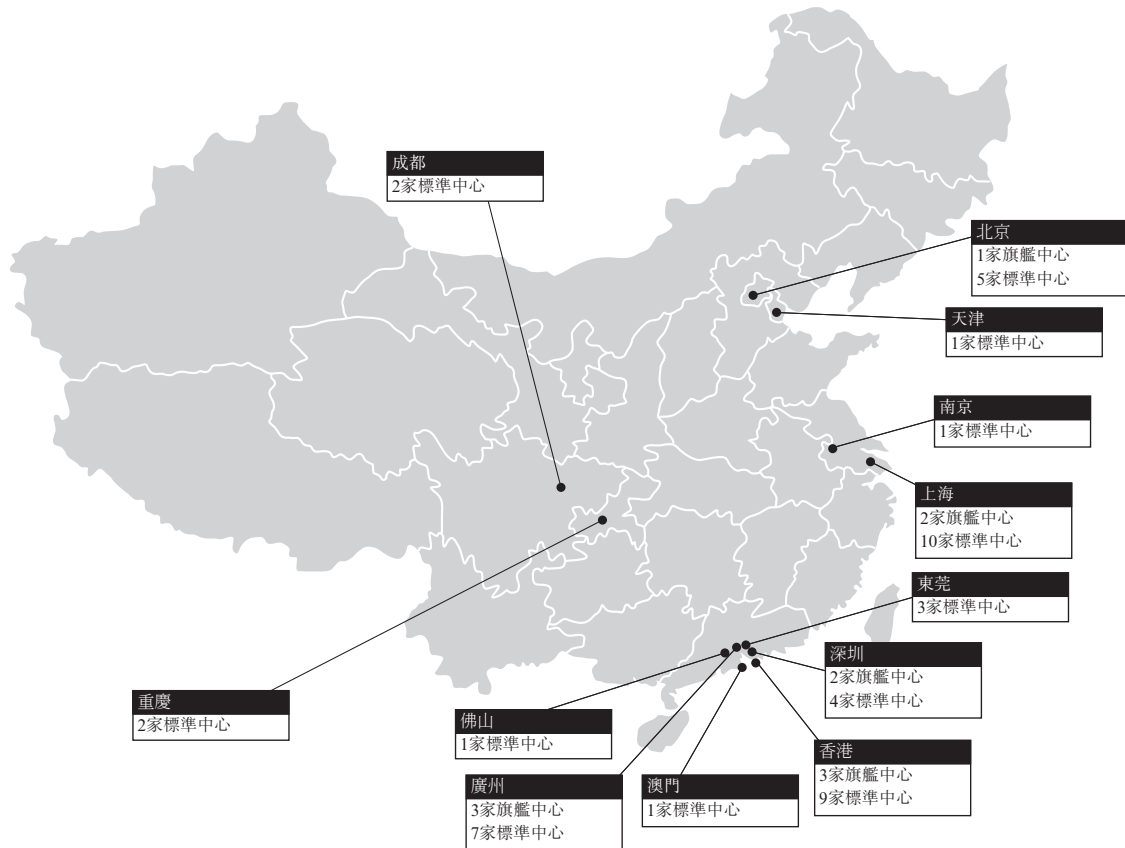 成都
2家標準中心
北京
1家旗艦中心
5家標準中心
天津
1家標準中心
南京
1家標準中心
上海
2家旗艦中心
10家標準中心
東莞
3家標準中心
深圳
2家旗艦中心
4家標準中心
重慶
2家標準中心
佛山
1家標準中心
香港
3家旗艦中心
9家標準中心
廣州
3家旗艦中心
7家標準中心
澳門
1家標準中心